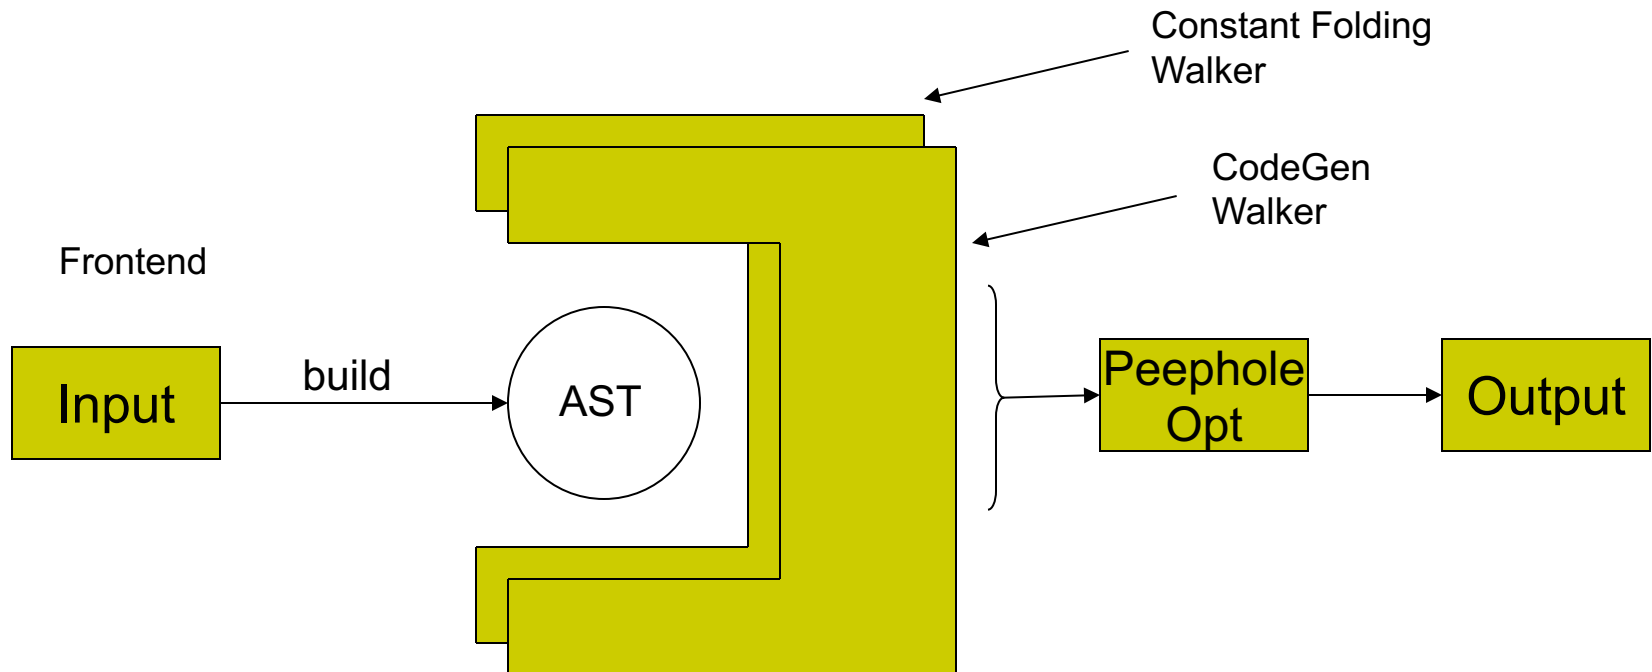 Constant Folding
Walker
CodeGen
Walker
Frontend
Input
build
AST
Peephole
Opt
Output